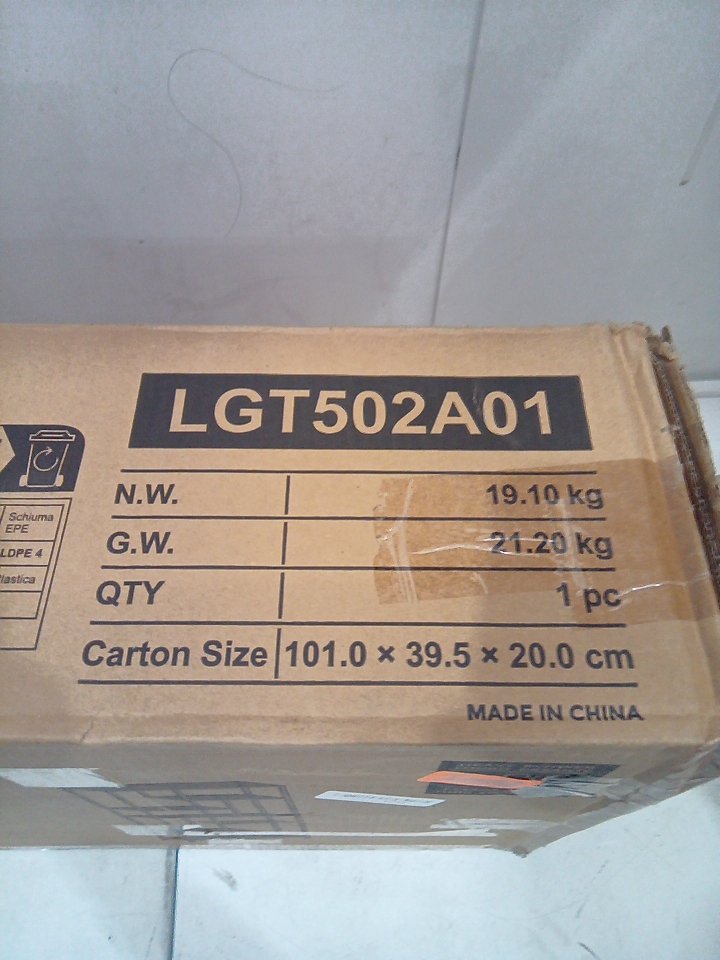 LGT502A01
N.W. 19.10 kg
G.W. 21.20 kg
QTY 1 pc
Carton Size 101.0 × 39.5 × 20.0 cm
MADE IN CHINA
Schiuma
EPE
LDPE 4